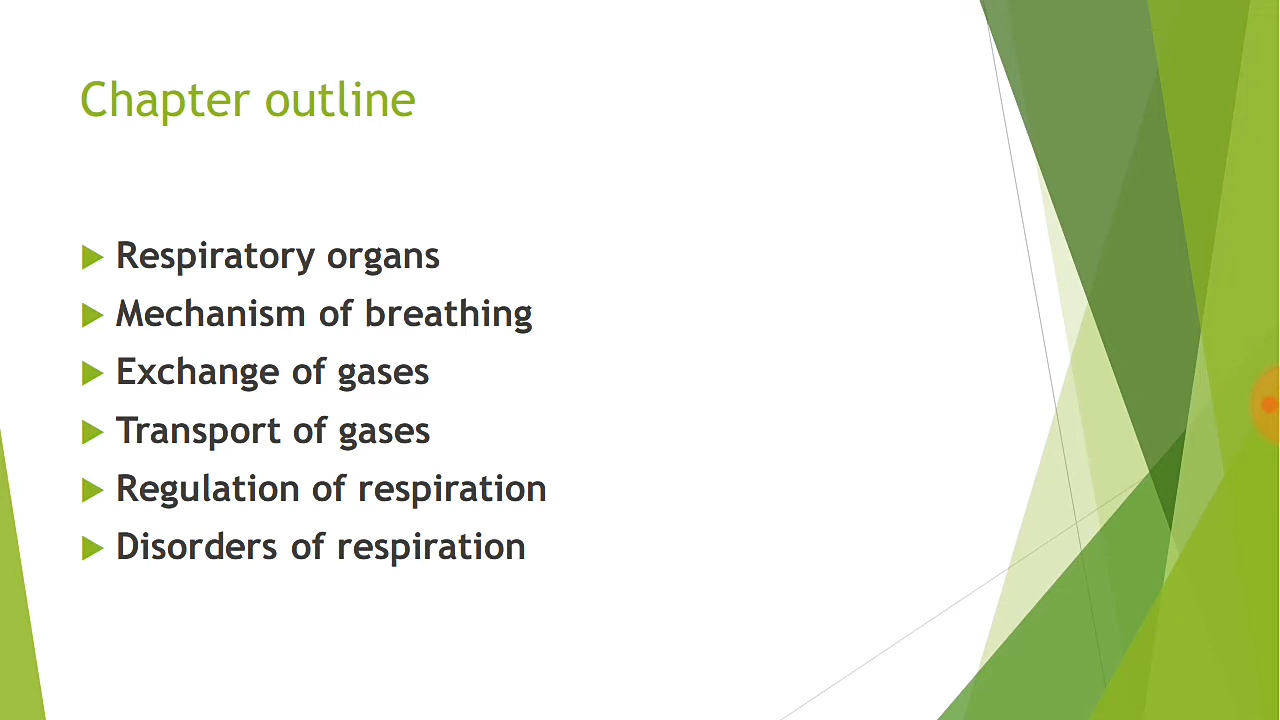 Chapter outline
Respiratory organs
Mechanism of breathing
Exchange of gases
Transport of gases
Regulation of respiration
Disorders of respiration